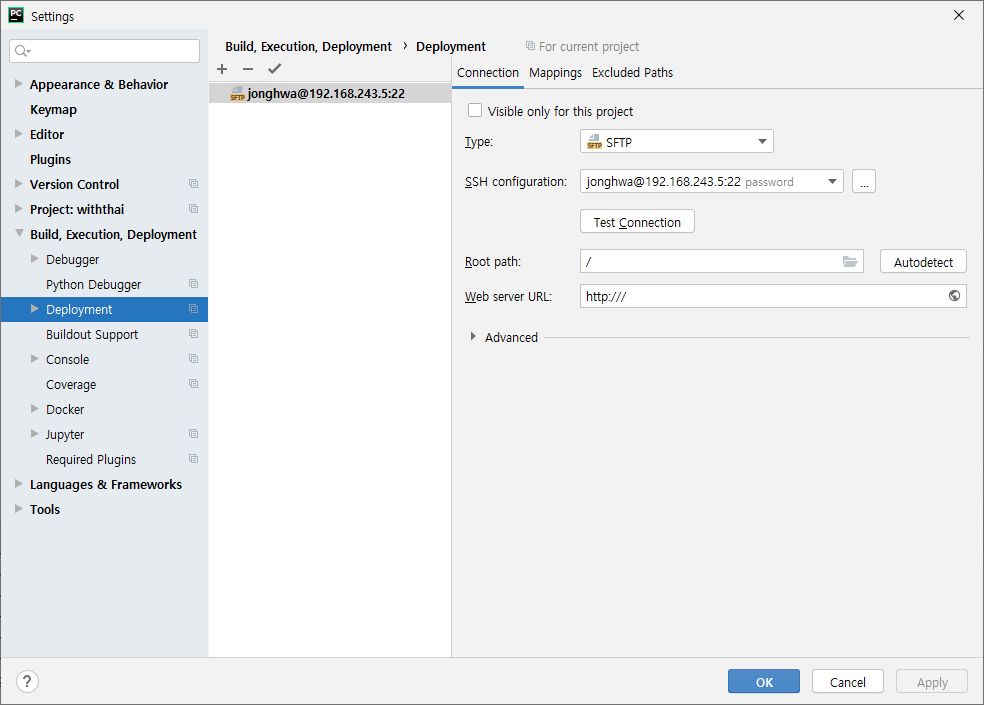 PC
Settings
Build, Execution, Deployment › Deployment
For current project
Appearance & Behavior
Keymap
Editor
Plugins
Version Control
Project: withthai
Build, Execution, Deployment
Debugger
Python Debugger
Deployment
Buildout Support
Console
Coverage
Docker
Jupyter
Required Plugins
Languages & Frameworks
Tools
SFTP jonghwa@192.168.243.5:22
Connection Mappings Excluded Paths
Visible only for this project
Type: SFTP SFTP
SSH configuration: jonghwa@192.168.243.5:22 password ...
Test Connection
Root path: / Autodetect
Web server URL: http:///
Advanced
? OK Cancel Apply